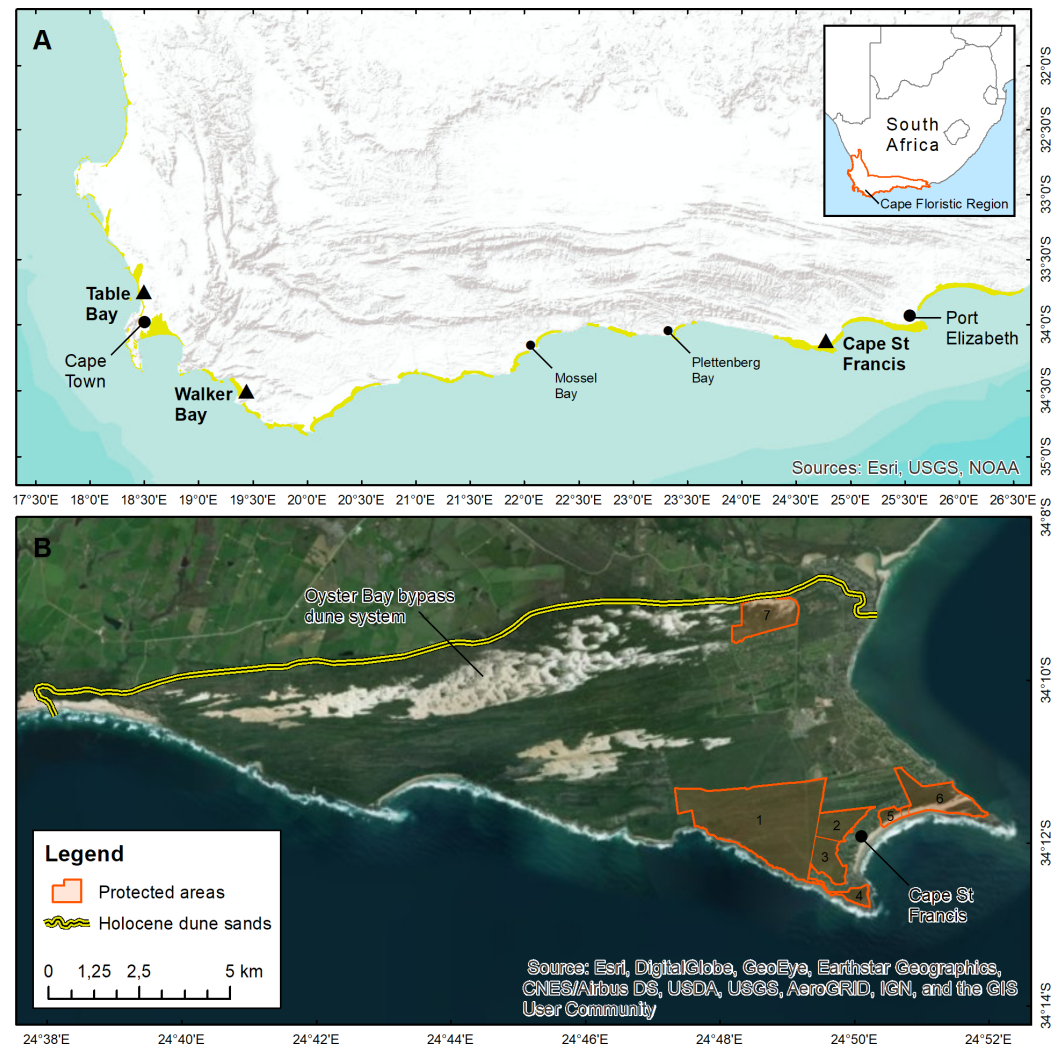 A
South
Africa
Cape Floristic Region
Table
Bay
Cape
Town
Walker
Bay
Mossel
Bay
Plettenberg
Bay
Cape St
Francis
Port
Elizabeth
Sources: Esri, USGS, NOAA
32°0'S
32°30'S
33°0'S
33°30'S
34°0'S
34°30'S
35°0'S
17°30'E 18°0'E 18°30'E 19°0'E 19°30'E 20°0'E 20°30'E 21°0'E 21°30'E 22°0'E 22°30'E 23°0'E 23°30'E 24°0'E 24°30'E 25°0'E 25°30'E 26°0'E 26°30'E
B
Oyster Bay bypass
dune system
7
1
2
3
4
5
6
Cape St
Francis
Legend
Protected areas
Holocene dune sands
0 1,25 2,5 5 km
Source: Esri, DigitalGlobe, GeoEye, Earthstar Geographics,
CNES/Airbus DS, USDA, USGS, AeroGRID, IGN, and the GIS
User Community
34°8'S
34°10'S
34°12'S
34°14'S
24°38'E 24°40'E 24°42'E 24°44'E 24°46'E 24°48'E 24°50'E 24°52'E